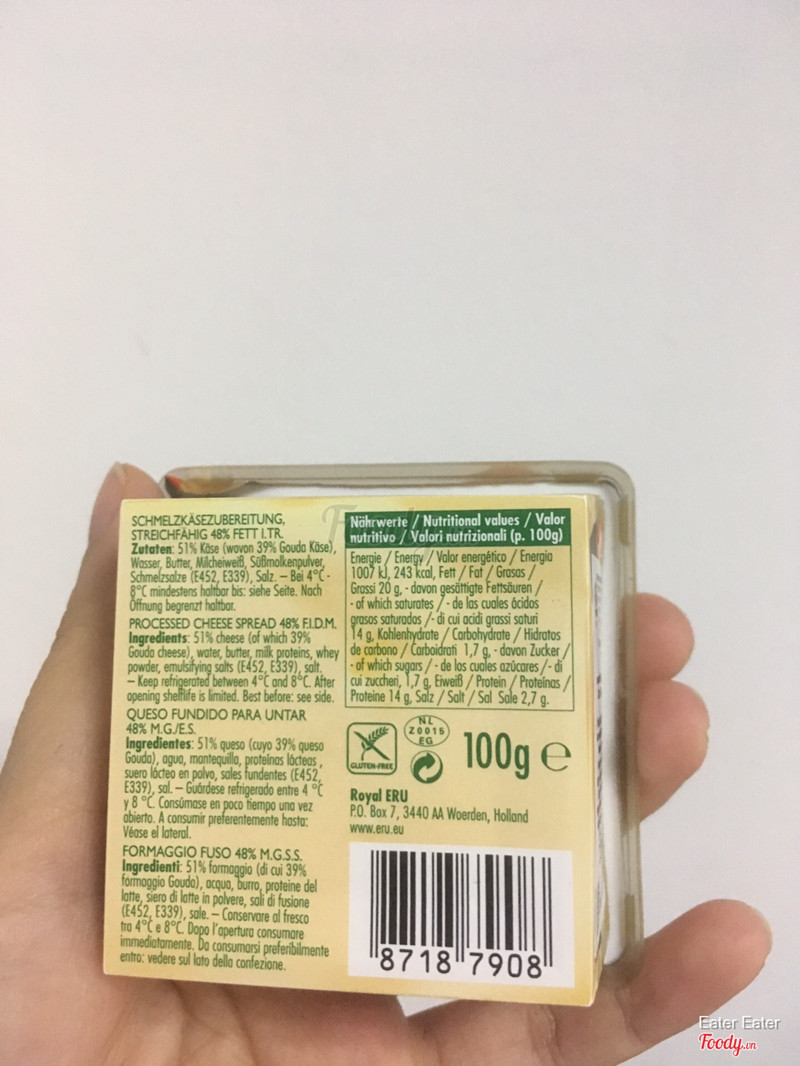 SCHMELZKÄSEZUBEREITUNG,
STREICHFÄHIG 48% FETT I.TR.
Zutaten: 51% Käse (wovon 39% Gouda Käse),
Wasser, Butter, Milcheiweiß, Süßmolkenpulver,
Schmelzsalze (E452, E339), Salz. – Bei 4°C -
8°C mindestens haltbar bis: siehe Seite. Nach
Öffnung begrenzt haltbar.
PROCESSED CHEESE SPREAD 48% F.I.D.M.
Ingredients: 51% cheese (of which 39%
Gouda cheese), water, butter, milk proteins, whey
powder, emulsifying salts (E452, E339), salt.
– Keep refrigerated between 4°C and 8°C. After
opening shelflife is limited. Best before: see side.
QUESO FUNDIDO PARA UNTAR
48% M.G./E.S.
Ingredientes: 51% queso (cuyo 39% queso
Gouda), agua, mantequilla, proteínas lácteas,
suero lácteo en polvo, sales fundentes (E452,
E339), sal. – Guárdese refrigerado entre 4 °C
y 8 °C. Consúmase en poco tiempo una vez
abierto. A consumir preferentemente hasta:
Véase el lateral.
FORMAGGIO FUSO 48% M.G.S.S.
Ingredienti: 51% formaggio (di cui 39%
formaggio Gouda), acqua, burro, proteine del
latte, siero di latte in polvere, sali di fusione
(E452, E339), sale. – Conservare al fresco
tra 4°C e 8°C. Dopo l'apertura consumare
immediatamente. Da consumarsi preferibilmente
entro: vedere sul lato della confezione.
Nährwerte / Nutritional values / Valor
nutritivo / Valori nutrizionali (p. 100g)
Energie / Energy / Valor energético / Energia
1007 kJ, 243 kcal, Fett / Fat / Grasas /
Grassi 20 g, - davon gesättigte Fettsäuren /
- of which saturates / - de las cuales ácidos
grasos saturados / - di cui acidi grassi saturi
14 g, Kohlenhydrate / Carbohydrate / Hidratos
de carbono / Carboidrati 1,7 g, - davon Zucker /
- of which sugars / - de los cuales azúcares / - di
cui zuccheri, 1,7 g, Eiweiß / Protein / Proteínas /
Proteine 14 g, Salz / Salt / Sal Sale 2,7 g.
GLUTEN-FREE
NL
Z0015
EG
100g e
Royal ERU
P.O. Box 7, 3440 AA Woerden, Holland
www.eru.eu
8718 7908
Eater Eater
Foody.vn